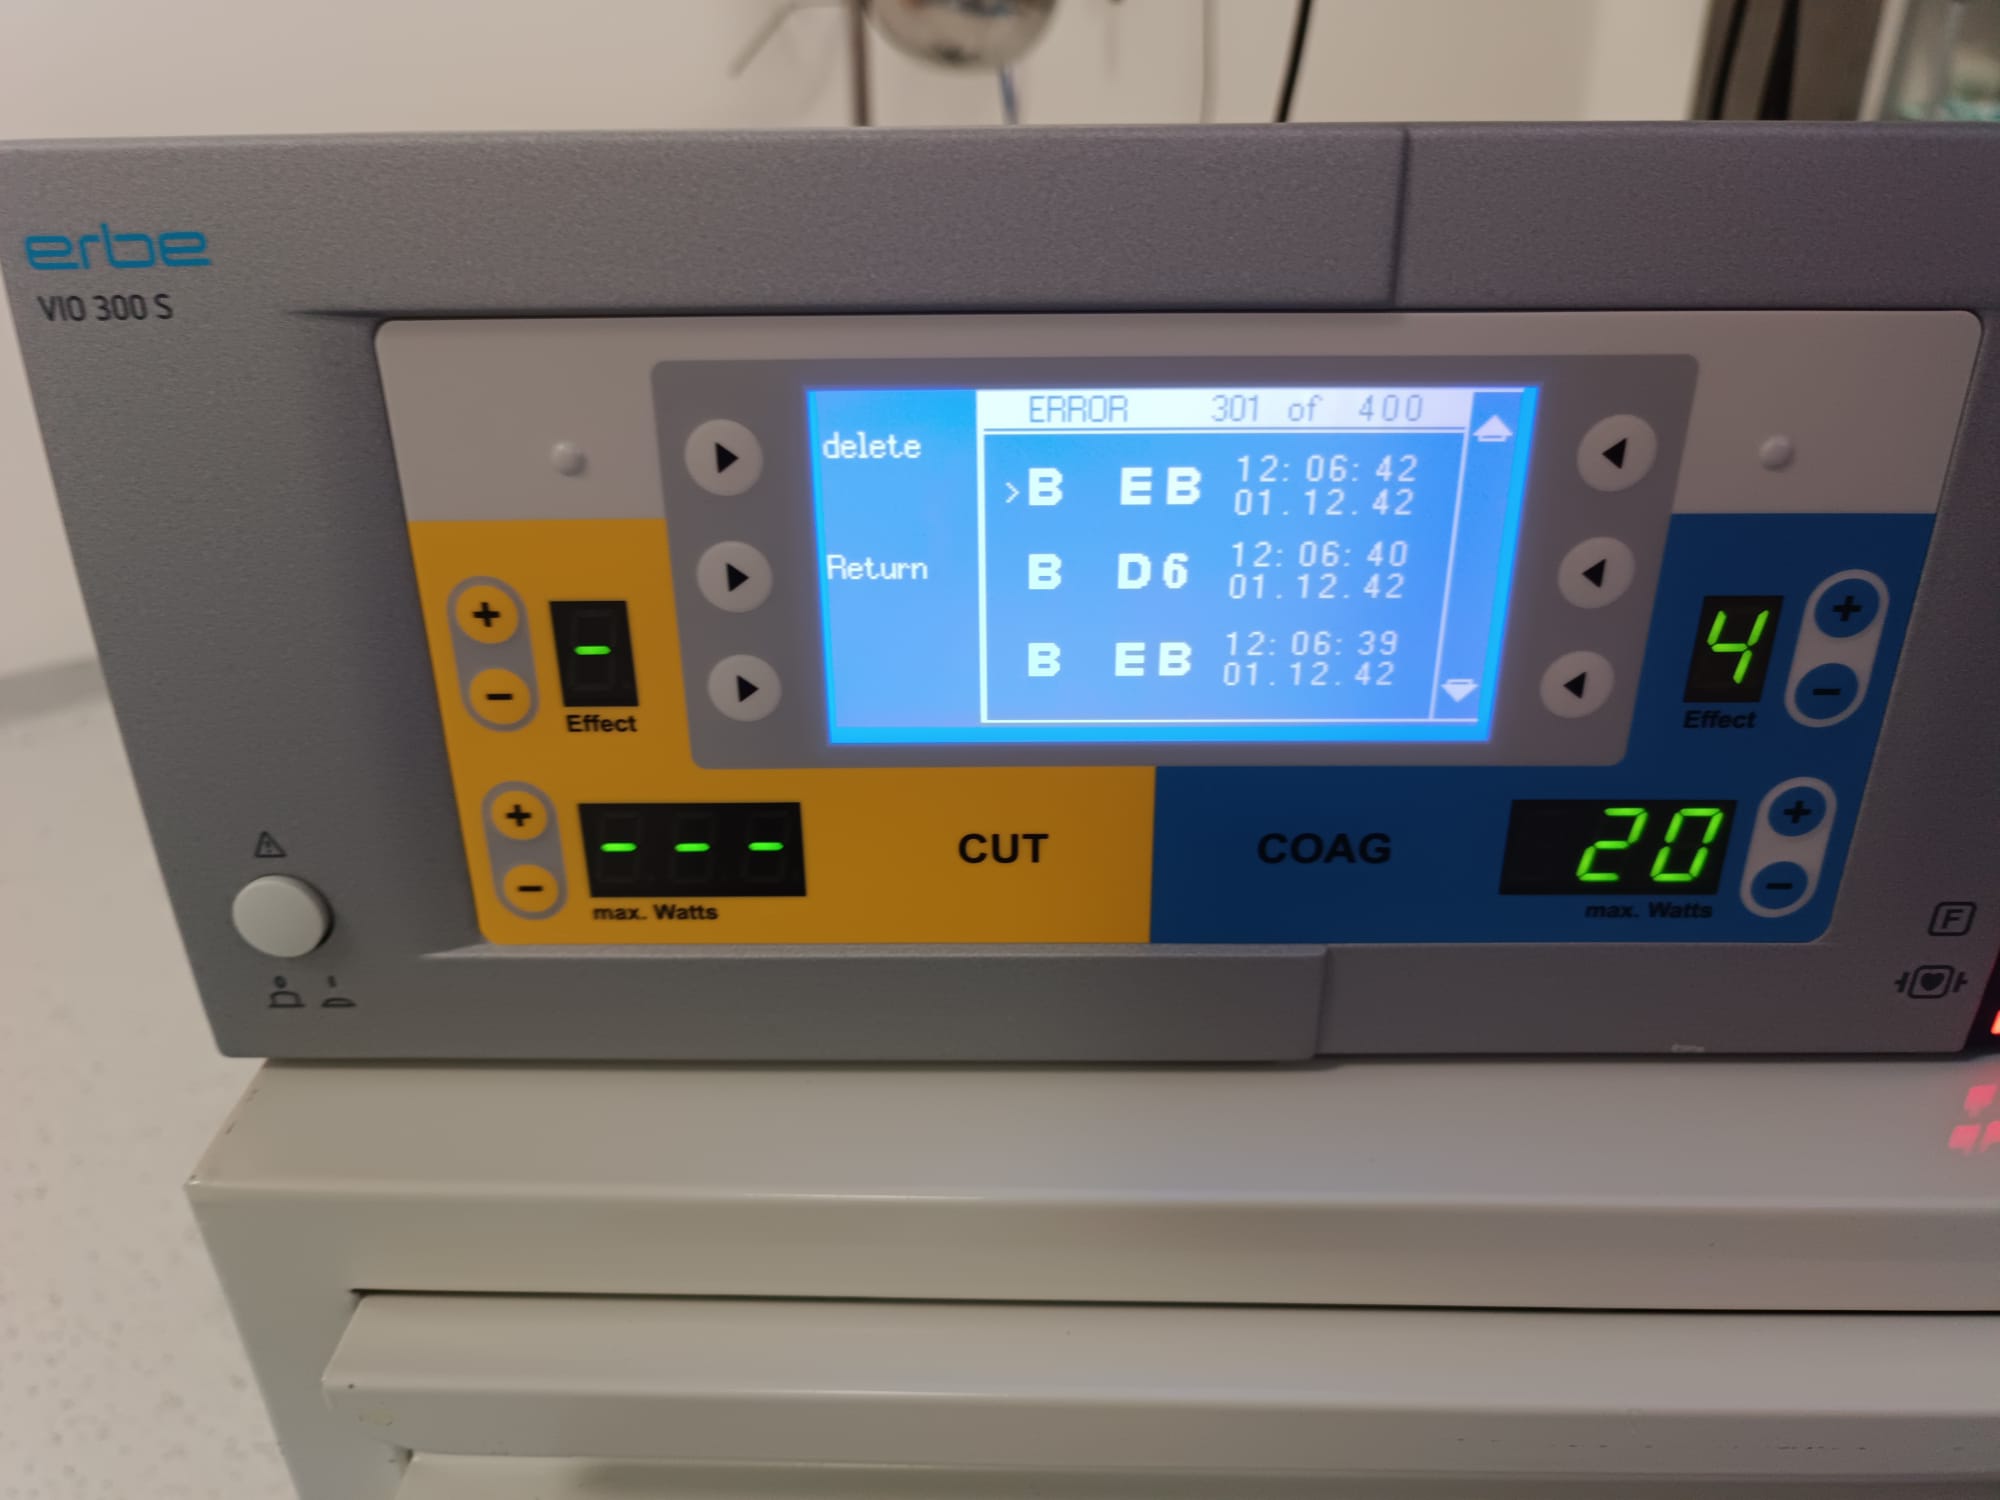 erbe
VIO 300 S
ERROR 301 of 400
delete
> B EB 12:06:42
01.12.42
B D6 12:06:40
01.12.42
Return
B EB 12:06:39
01.12.42
+
-
-
Effect
4
+
-
Effect
+
-
- - -
max. Watts
CUT
COAG
20
max. Watts
+
-
F